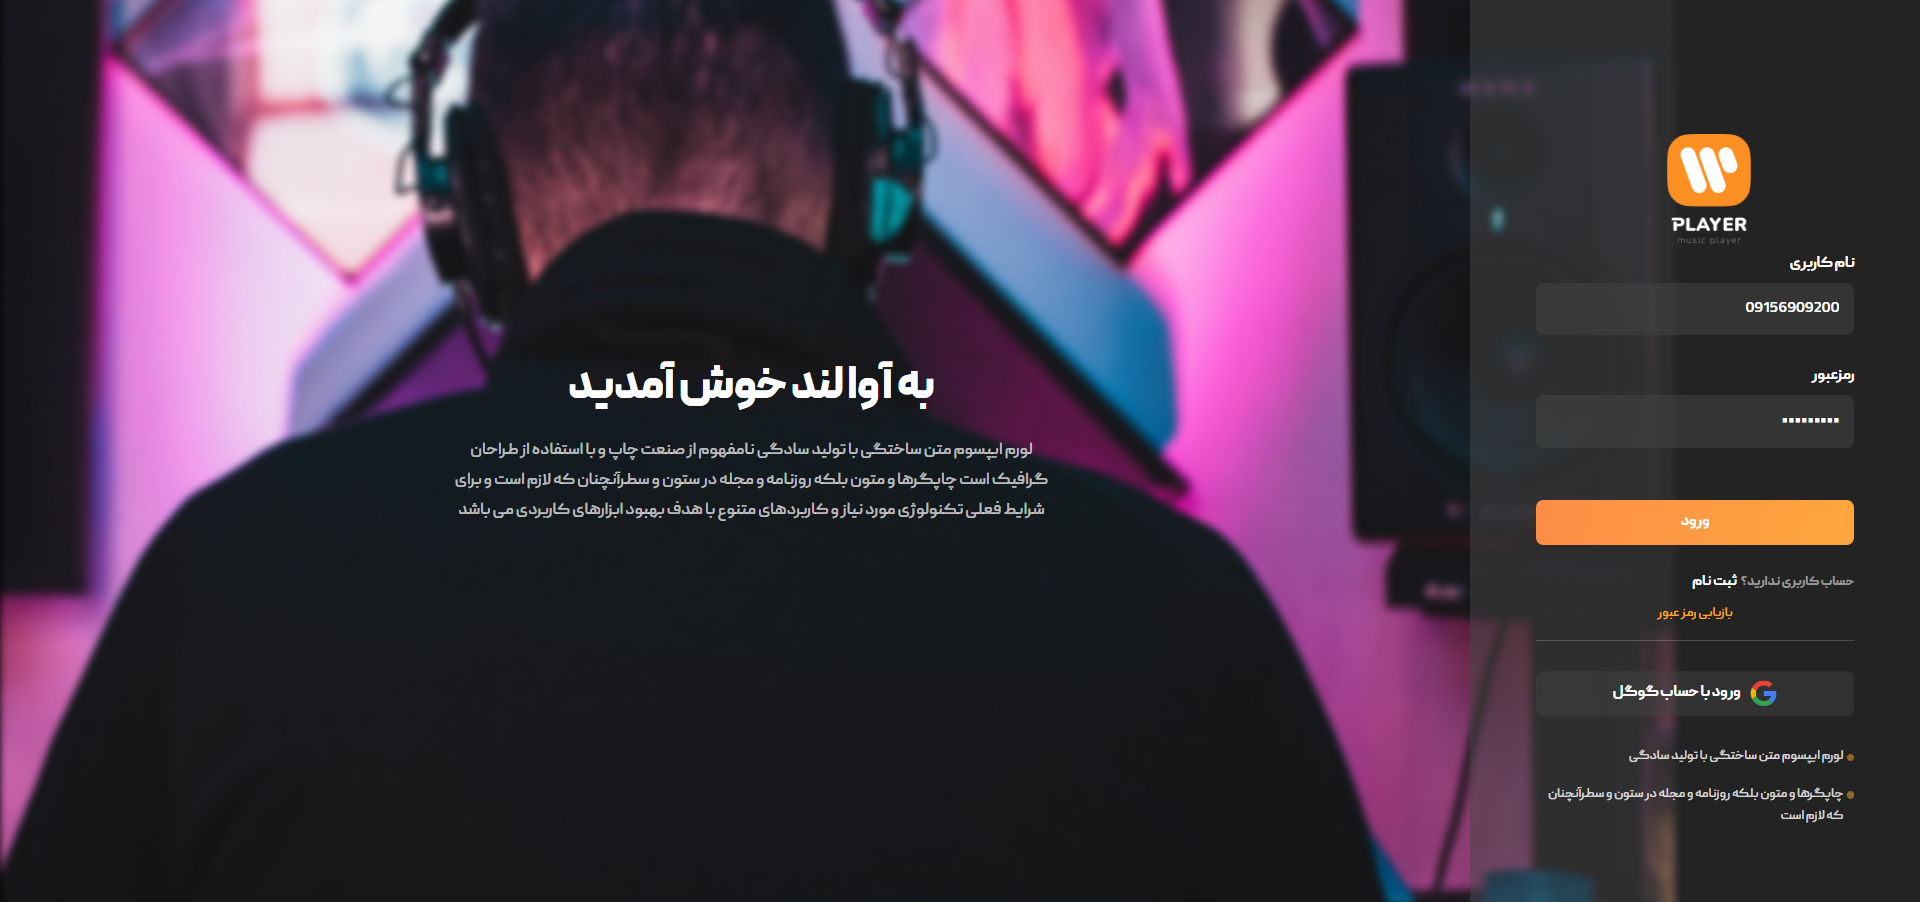 PLAYER
music player
نام کاربری
09156909200
رمزعبور
•••••••••
ورود
حساب کاربری ندارید؟ ثبت نام
بازیابی رمز عبور
ورود با حساب گوگل
لورم ایپسوم متن ساختگی با تولید سادگی
چاپگرها و متون بلکه روزنامه و مجله در ستون و سطرآنچنان
که لازم است
به آوالند خوش آمدید
لورم ایپسوم متن ساختگی با تولید سادگی نامفهوم از صنعت چاپ و با استفاده از طراحان
گرافیک است چاپگرها و متون بلکه روزنامه و مجله در ستون و سطرآنچنان که لازم است و برای
شرایط فعلی تکنولوژی مورد نیاز و کاربردهای متنوع با هدف بهبود ابزارهای کاربردی می باشد